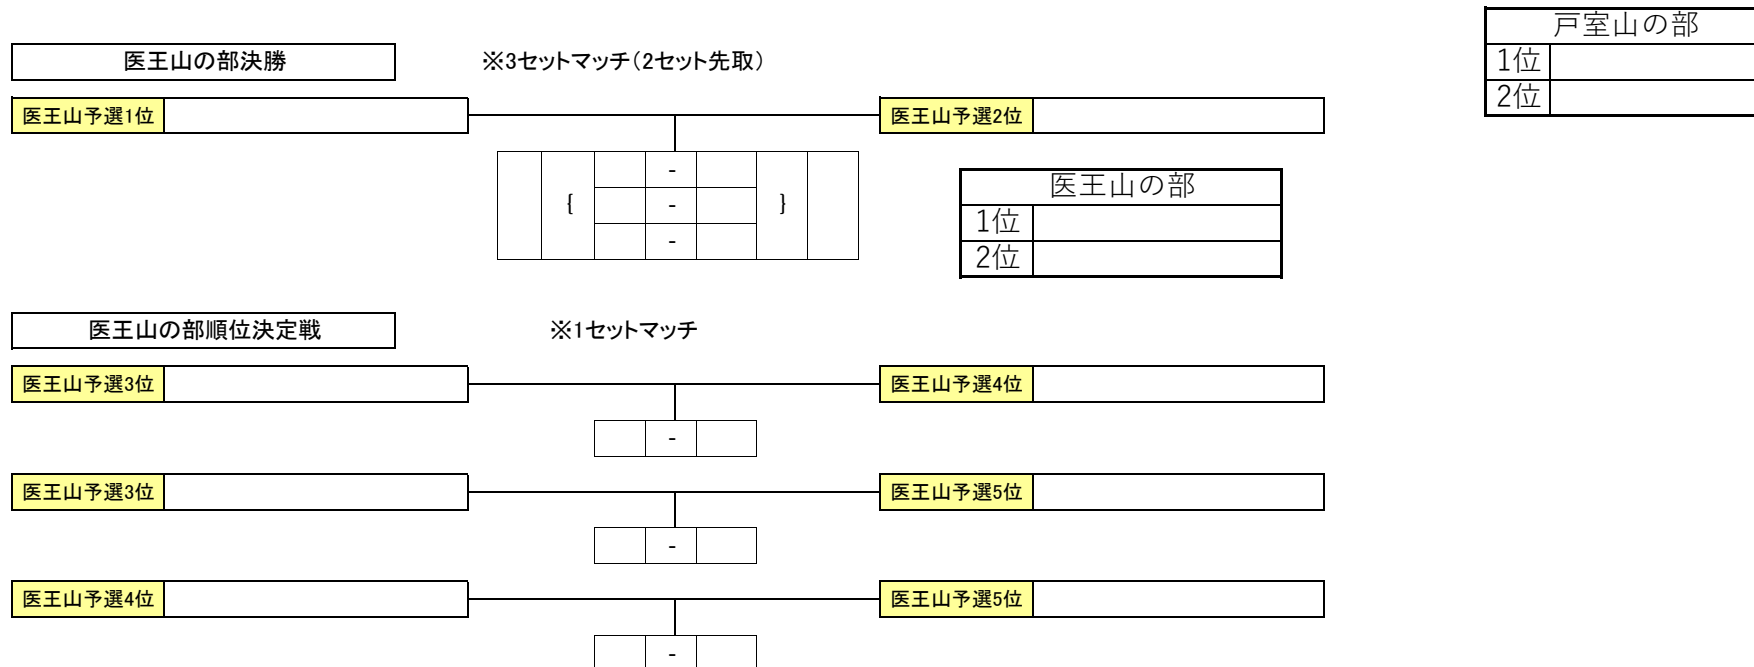 戸室山の部
1位
2位
医王山の部決勝 ※3セットマッチ(2セット先取)
医王山予選1位 医王山予選2位
-
{ - }
-
医王山の部
1位
2位
医王山の部順位決定戦 ※1セットマッチ
医王山予選3位 医王山予選4位
-
医王山予選3位 医王山予選5位
-
医王山予選4位 医王山予選5位
-